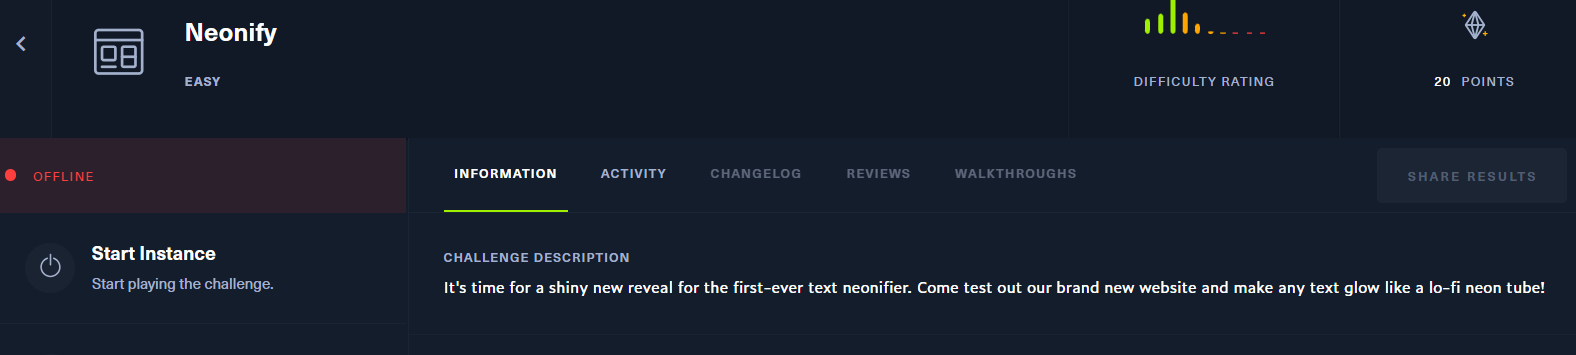 Neonify
EASY
DIFFICULTY RATING
20 POINTS
OFFLINE
INFORMATION
ACTIVITY
CHANGELOG
REVIEWS
WALKTHROUGHS
SHARE RESULTS
Start Instance
Start playing the challenge.
CHALLENGE DESCRIPTION
It's time for a shiny new reveal for the first-ever text neonifier. Come test out our brand new website and make any text glow like a lo-fi neon tube!